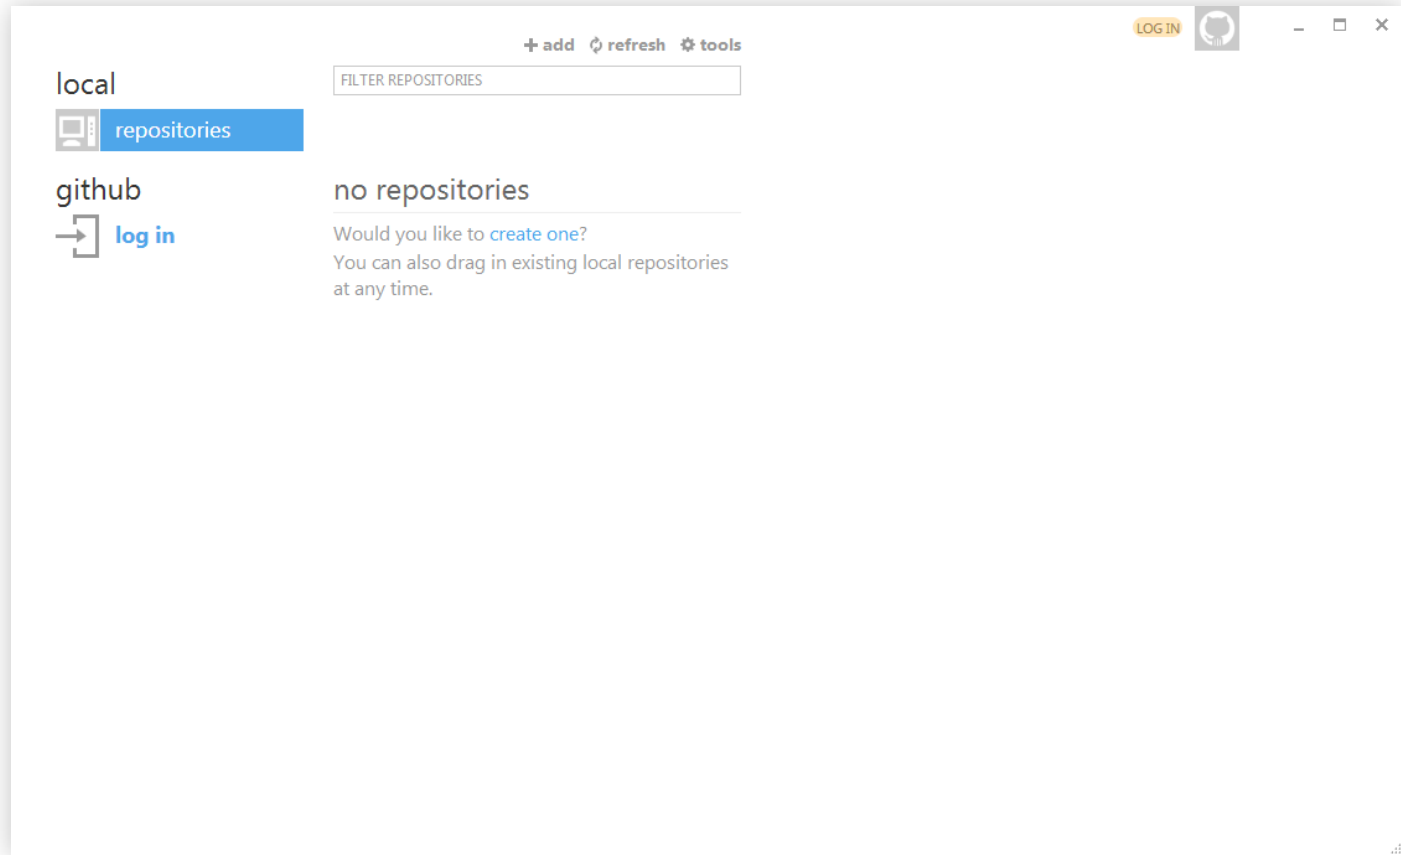 LOG IN
add refresh tools
local
FILTER REPOSITORIES
repositories
github
log in
no repositories
Would you like to create one?
You can also drag in existing local repositories
at any time.